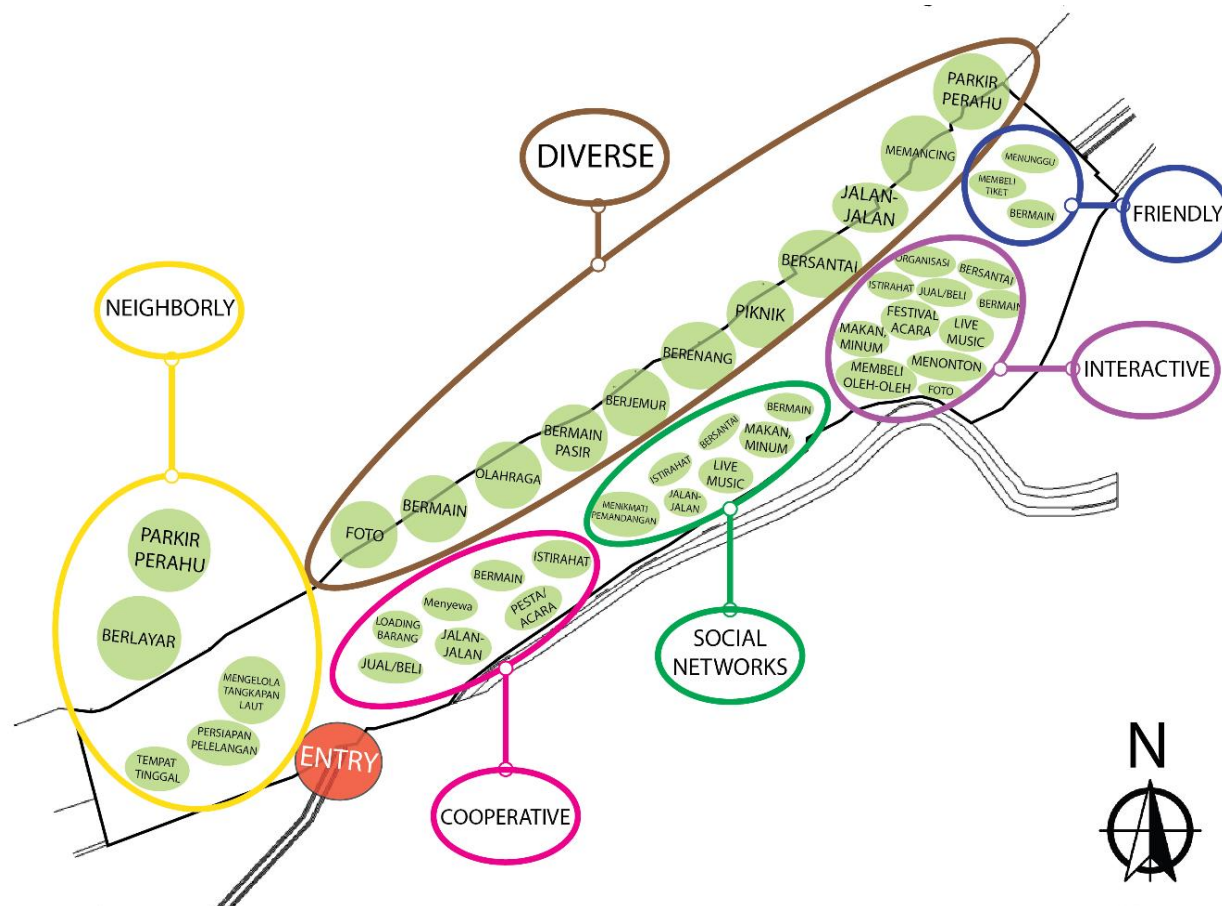 PARKIR
PERAHU
DIVERSE
MEMANCING
MENUNGGU
MEMBELI
TIKET
BERMAIN
FRIENDLY
JALAN-
JALAN
BERSANTAI
ORGANISASI
BERSANTAI
ISTIRAHAT
JUAL/BELI
BERMAIN
FESTIVAL
ACARA
LIVE
MUSIC
MAKAN,
MINUM
MENONTON
MEMBELI
OLEH-OLEH
FOTO
INTERACTIVE
NEIGHBORLY
PIKNIK
BERENANG
BERJEMUR
BERMAIN
PASIR
OLAHRAGA
BERMAIN
FOTO
BERMAIN
BERSANTAI
MAKAN,
MINUM
ISTIRAHAT
LIVE
MUSIC
JALAN-
JALAN
MENIKMATI
PEMANDANGAN
SOCIAL
NETWORKS
PARKIR
PERAHU
BERLAYAR
MENGELOLA
TANGKAPAN
LAUT
PERSIAPAN
PELELANGAN
TEMPAT
TINGGAL
ISTIRAHAT
BERMAIN
PESTA/
ACARA
Menyewa
LOADING
BARANG
JALAN-
JALAN
JUAL/BELI
COOPERATIVE
ENTRY
N